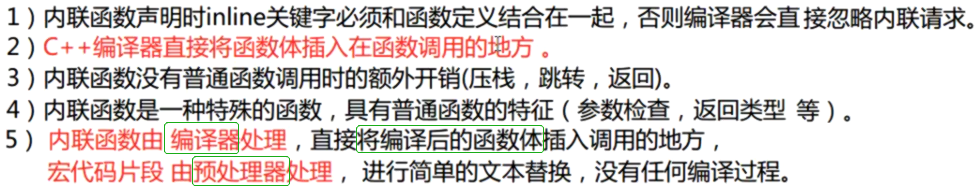 1）内联函数声明时inline关键字必须和函数定义结合在一起，否则编译器会直接忽略内联请求。
2）C++编译器直接将函数体插入在函数调用的地方 。
3）内联函数没有普通函数调用时的额外开销(压栈，跳转，返回)。
4）内联函数是一种特殊的函数，具有普通函数的特征（参数检查，返回类型 等）。
5） 内联函数由 编译器处理，直接将编译后的函数体插入调用的地方，
宏代码片段 由预处理器处理， 进行简单的文本替换，没有任何编译过程。